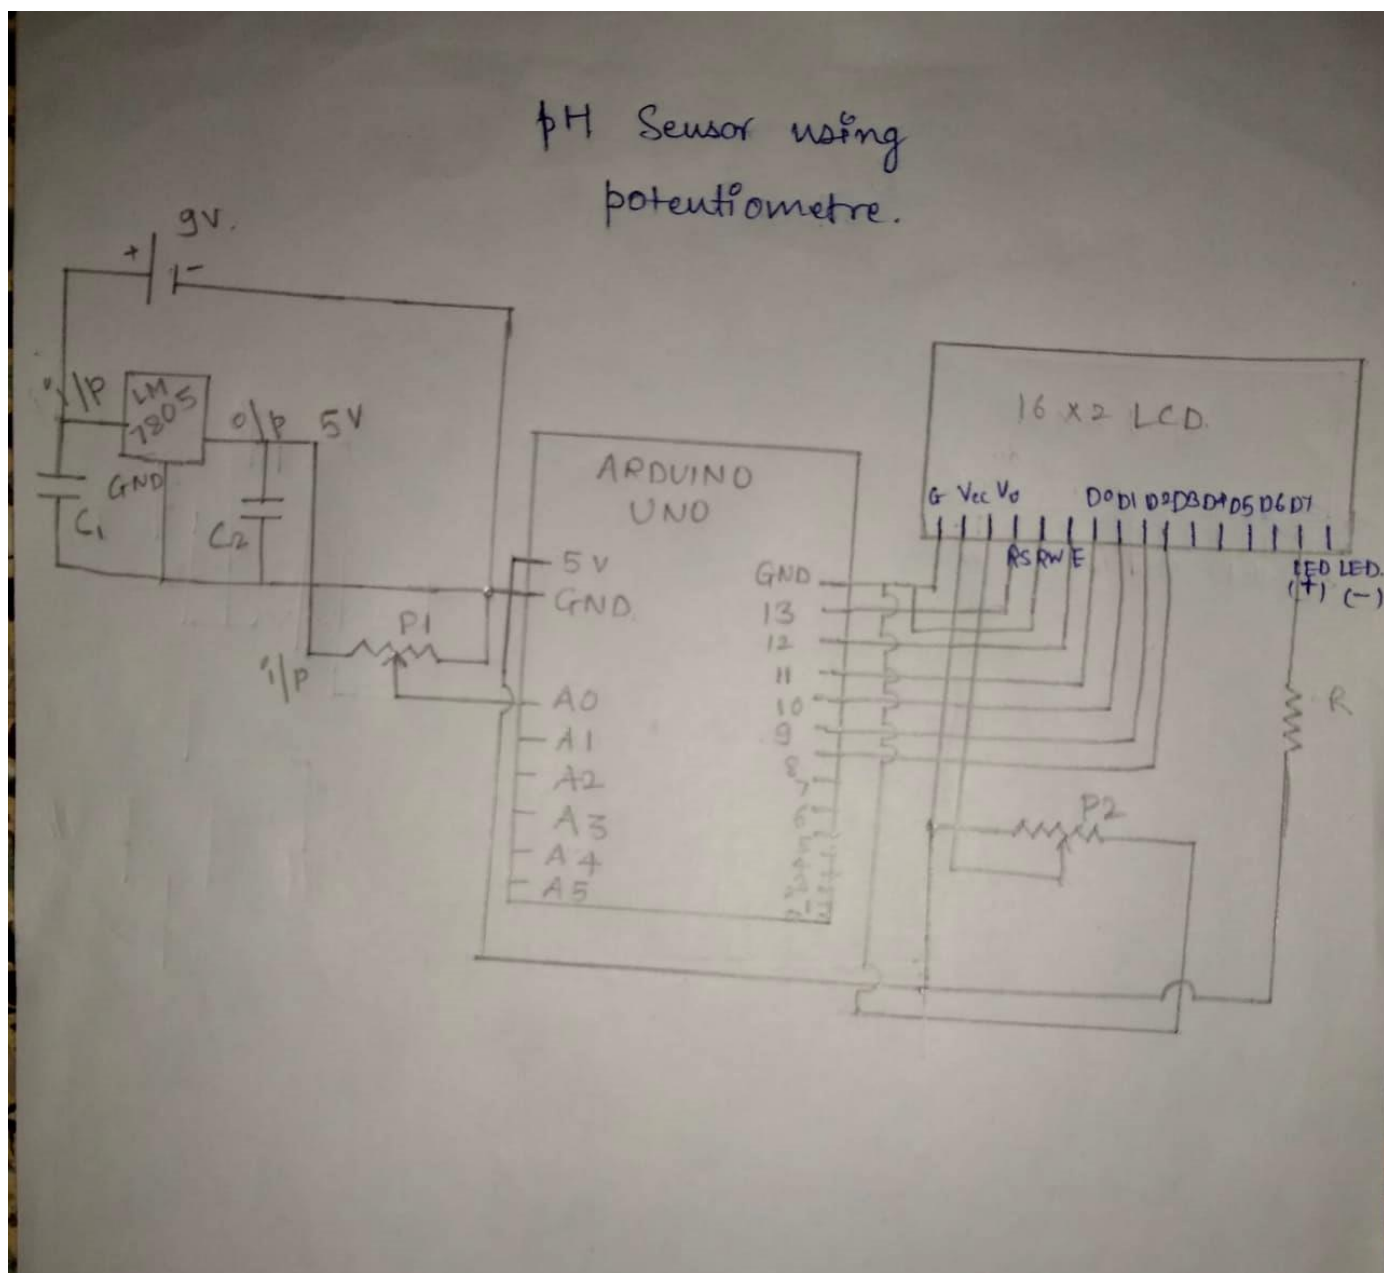 pH Sensor using
potentiometre.
9V.
+ -
i/p
LM
7805
o/p 5V
GND
C1
C2
P1
i/p
ARDUINO
UNO
5V
GND
A0
A1
A2
A3
A4
A5
GND
13
12
11
10
9
8
7
6
16 x 2 LCD.
G Vcc V0 D0 D1 D2 D3 D4 D5 D6 D7
RS RW E LED LED.
(+) (-)
R
P2